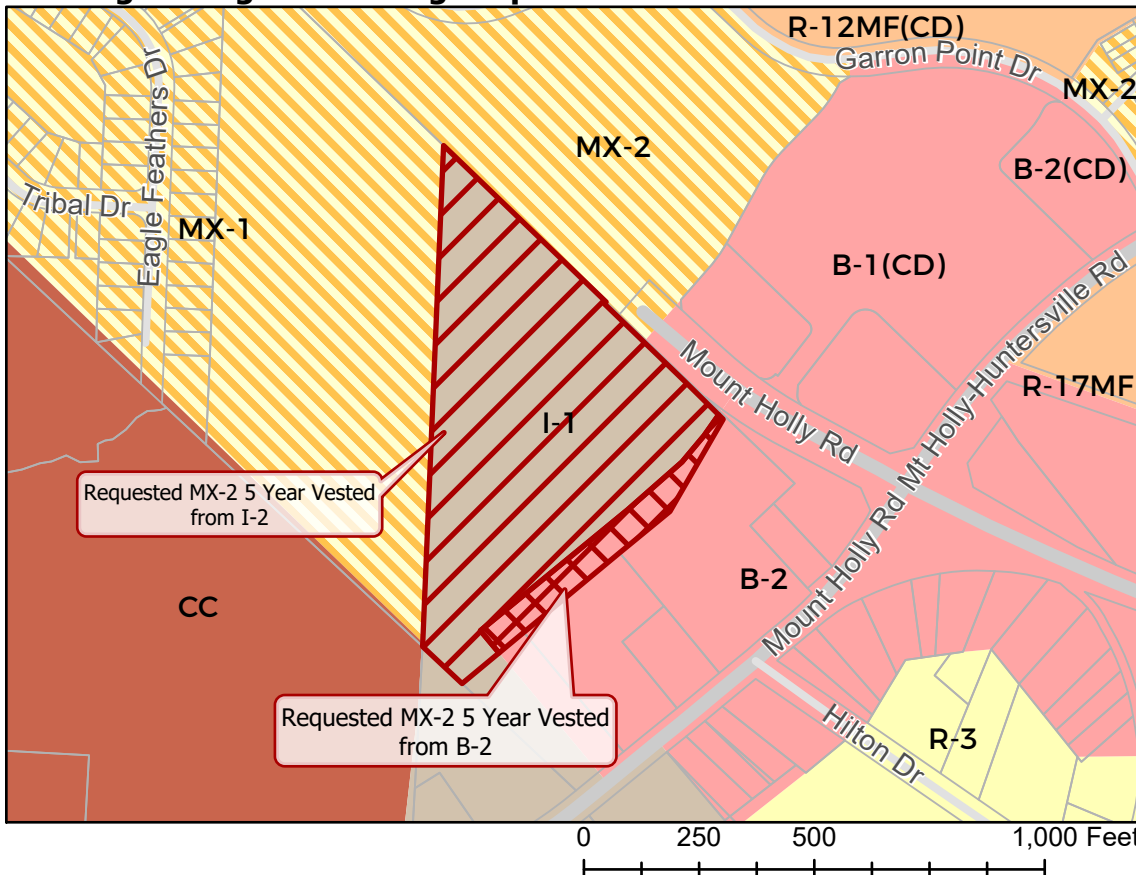 R-12MF(CD)
Garron Point Dr
MX-2
Eagle Feathers Dr
MX-2
B-2(CD)
Tribal Dr
MX-1
B-1(CD)
Mt Holly-Huntersville Rd
Mount Holly Rd
R-17MF
I-1
Requested MX-2 5 Year Vested
from I-2
B-2
CC
Mount Holly Rd
Requested MX-2 5 Year Vested
from B-2
Hilton Dr
R-3
0 250 500 1,000 Feet